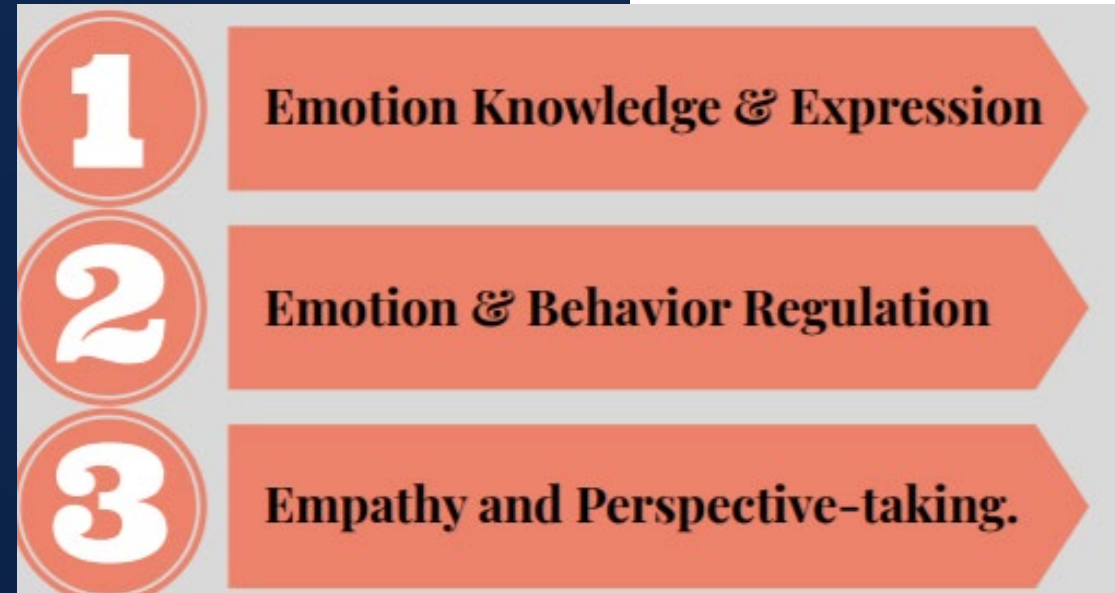 1
Emotion Knowledge & Expression
2
Emotion & Behavior Regulation
3
Empathy and Perspective-taking.